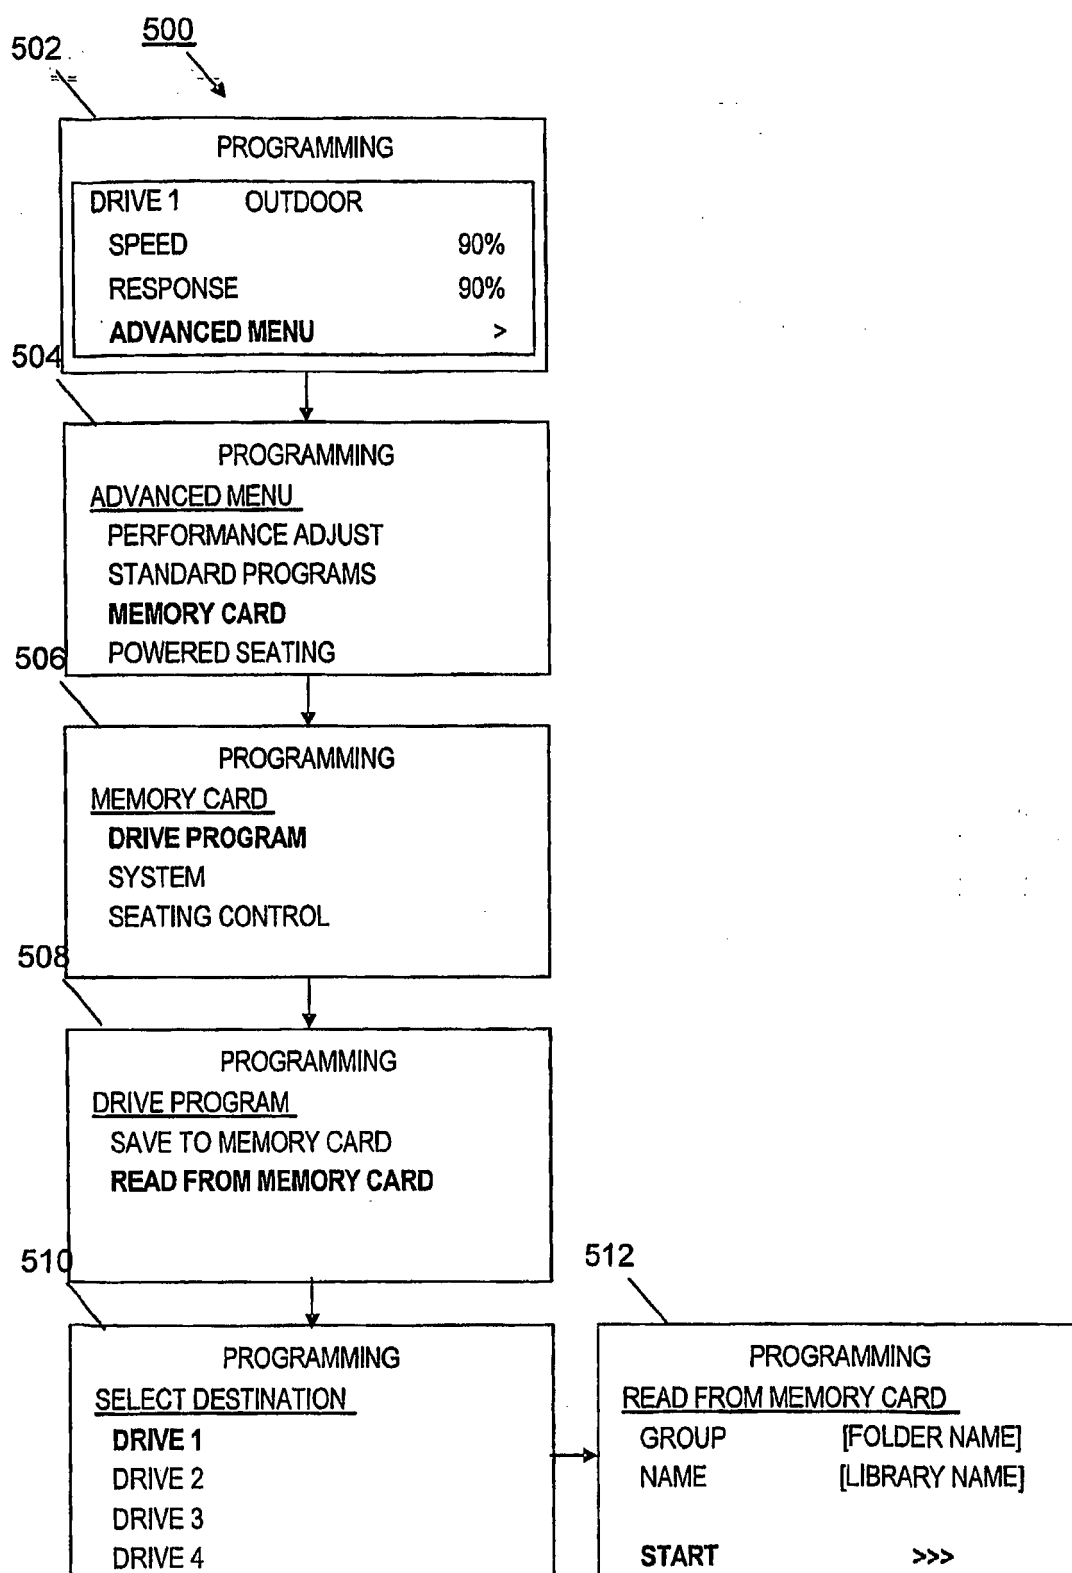 500
502
PROGRAMMING
DRIVE 1 OUTDOOR
SPEED 90%
RESPONSE 90%
ADVANCED MENU >
504
PROGRAMMING
ADVANCED MENU
PERFORMANCE ADJUST
STANDARD PROGRAMS
MEMORY CARD
POWERED SEATING
506
PROGRAMMING
MEMORY CARD
DRIVE PROGRAM
SYSTEM
SEATING CONTROL
508
PROGRAMMING
DRIVE PROGRAM
SAVE TO MEMORY CARD
READ FROM MEMORY CARD
510
PROGRAMMING
SELECT DESTINATION
DRIVE 1
DRIVE 2
DRIVE 3
DRIVE 4
512
PROGRAMMING
READ FROM MEMORY CARD
GROUP [FOLDER NAME]
NAME [LIBRARY NAME]
START >>>